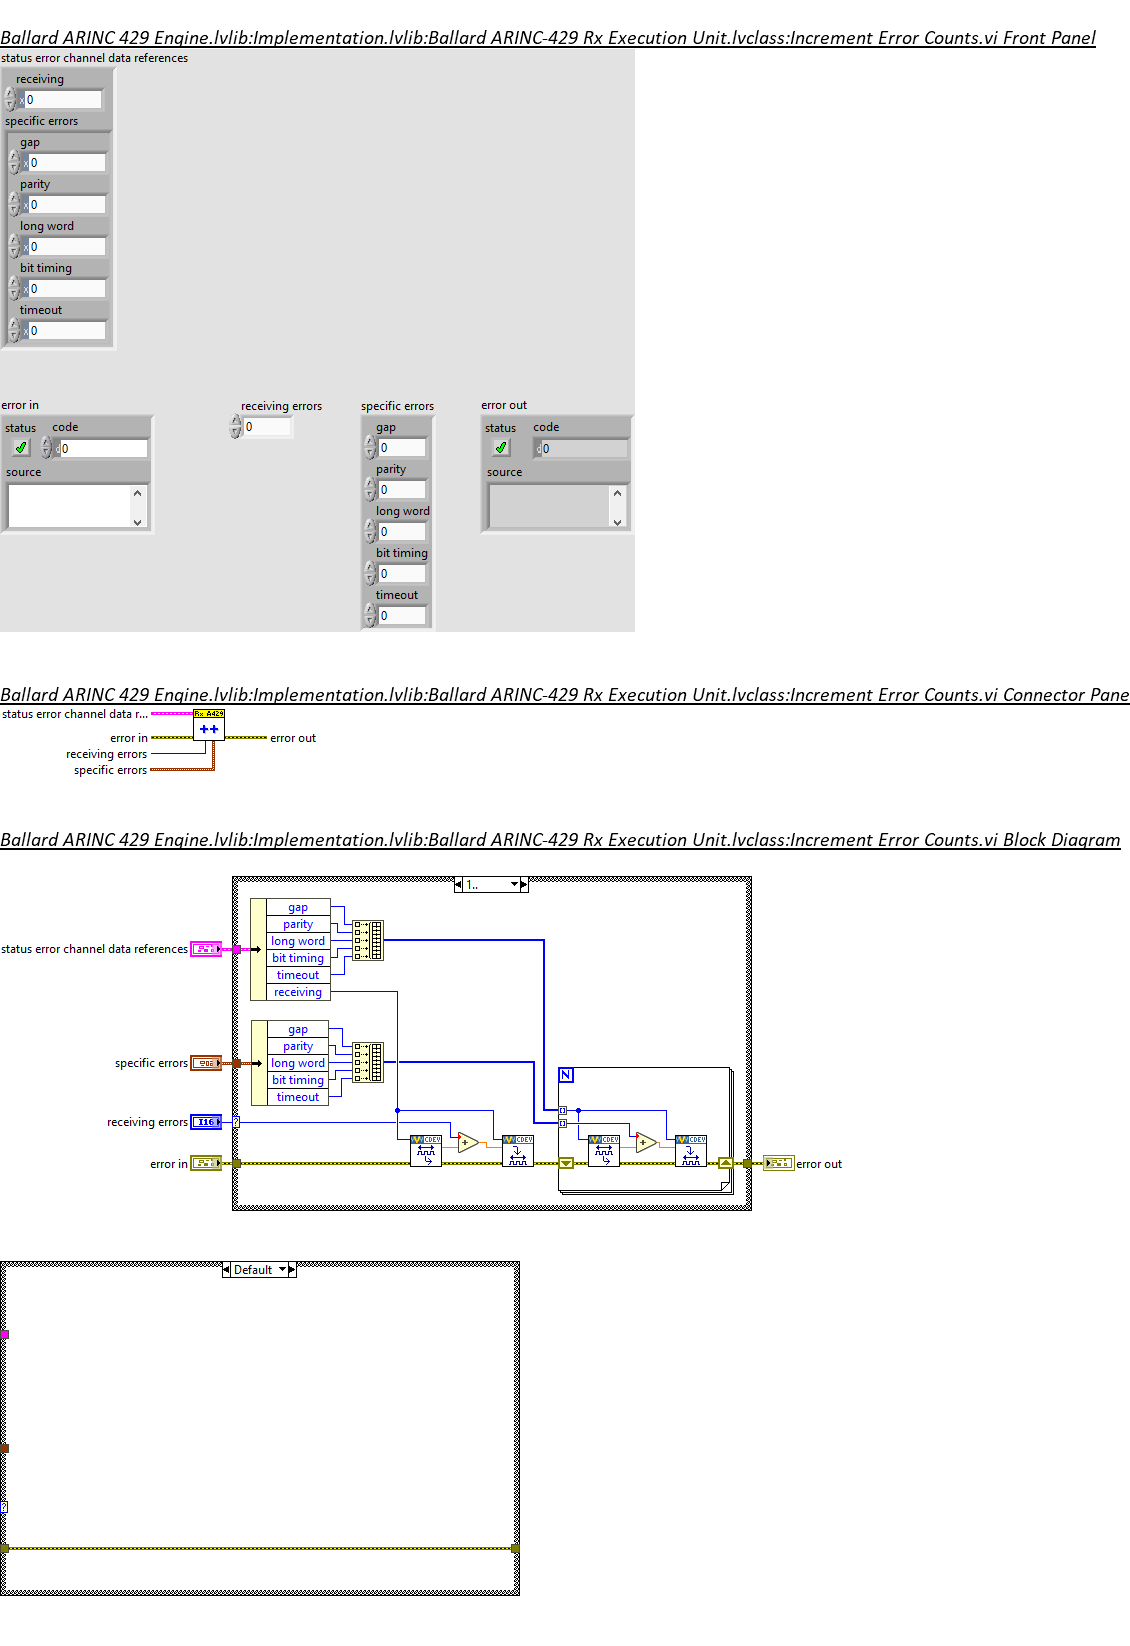 Ballard ARINC 429 Engine.lvlib:Implementation.lvlib:Ballard ARINC-429 Rx Execution Unit.lvclass:Increment Error Counts.vi Front Panel
status error channel data references
receiving
x 0
specific errors
gap
x 0
parity
x 0
long word
x 0
bit timing
x 0
timeout
x 0
error in
status code
d 0
source
receiving errors
0
specific errors
gap
0
parity
0
long word
0
bit timing
0
timeout
0
error out
status code
d 0
source
Ballard ARINC 429 Engine.lvlib:Implementation.lvlib:Ballard ARINC-429 Rx Execution Unit.lvclass:Increment Error Counts.vi Connector Pane
status error channel data r...
Rx A429
++
error in
error out
receiving errors
specific errors
Ballard ARINC 429 Engine.lvlib:Implementation.lvlib:Ballard ARINC-429 Rx Execution Unit.lvclass:Increment Error Counts.vi Block Diagram
1..
gap
parity
long word
bit timing
timeout
receiving
status error channel data references
gap
parity
long word
bit timing
timeout
specific errors
N
receiving errors
I16
?
CDEV
+
CDEV
CDEV
+
CDEV
error in
error out
Default
?